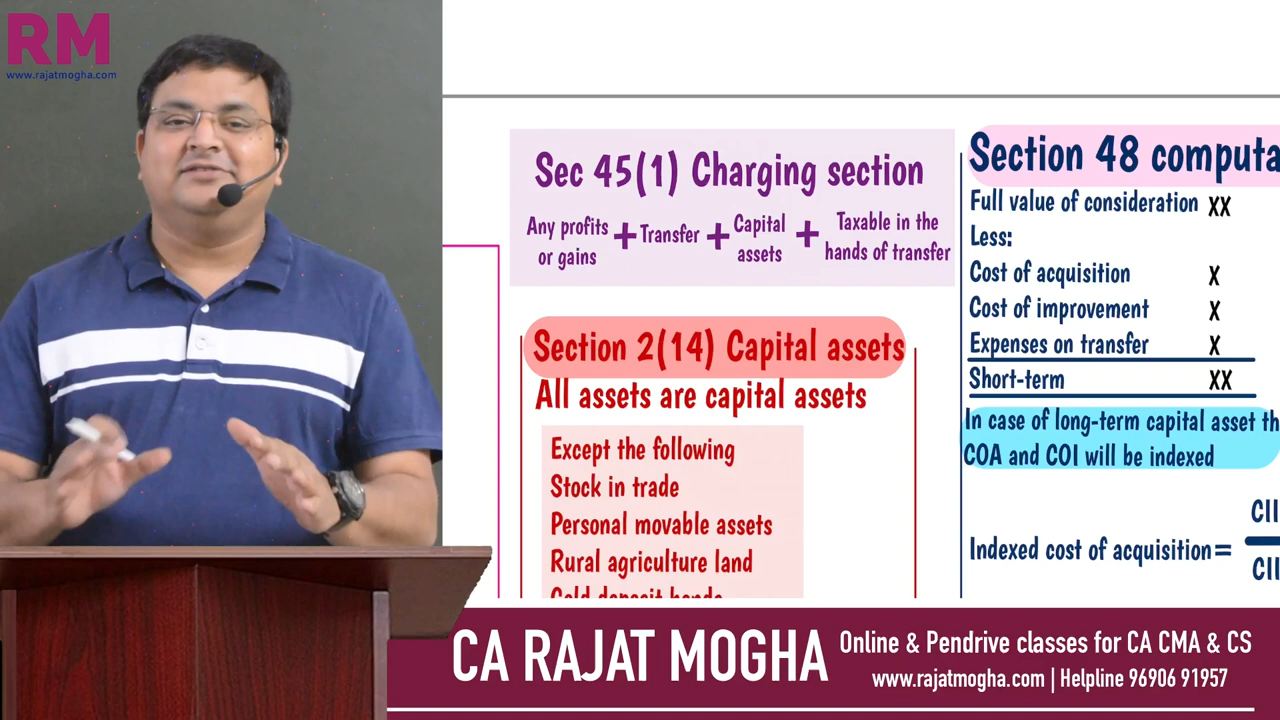 RM
www.rajatmogha.com
Sec 45(1) Charging section
Any profits or gains + Transfer + Capital assets + Taxable in the hands of transfer
Section 2(14) Capital assets
All assets are capital assets
Except the following
Stock in trade
Personal movable assets
Rural agriculture land
Gold deposit bonds
Section 48 computa
Full value of consideration XX
Less:
Cost of acquisition X
Cost of improvement X
Expenses on transfer X
Short-term XX
In case of long-term capital asset th
COA and COI will be indexed
CII
Indexed cost of acquisition =
CII
CA RAJAT MOGHA
Online & Pendrive classes for CA CMA & CS
www.rajatmogha.com | Helpline 96906 91957